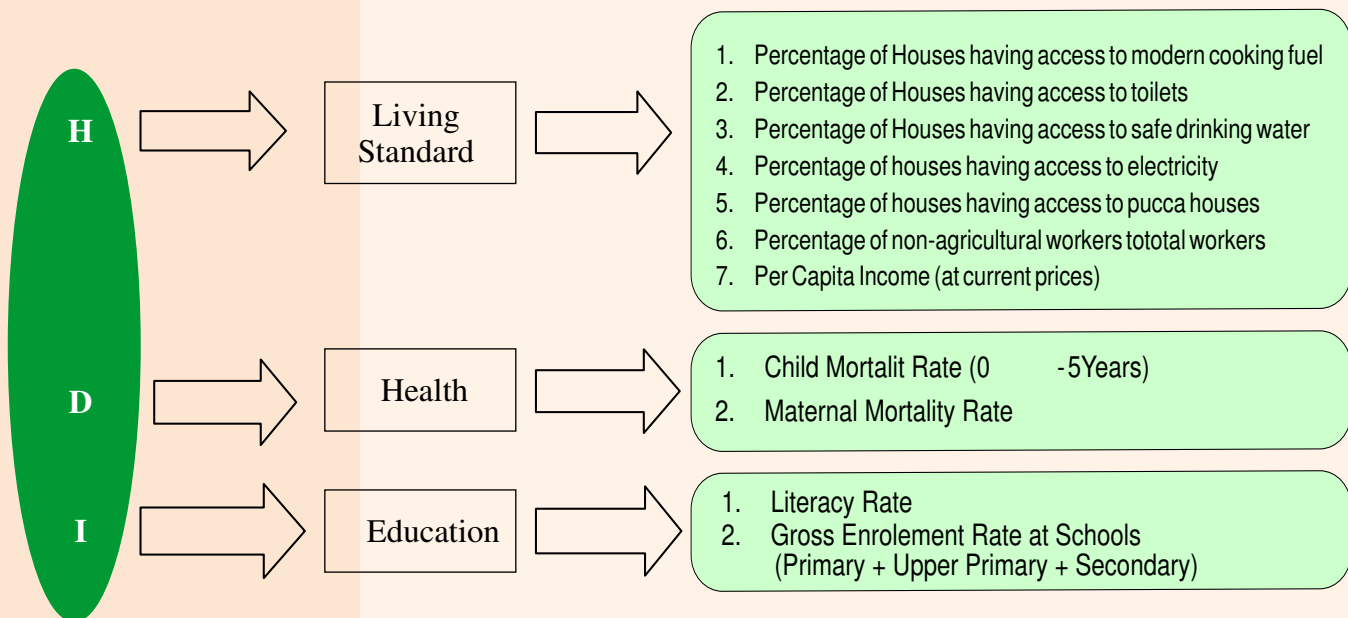 H
Living
Standard
1. Percentage of Houses having access to modern cooking fuel
2. Percentage of Houses having access to toilets
3. Percentage of Houses having access to safe drinking water
4. Percentage of houses having access to electricity
5. Percentage of houses having access to pucca houses
6. Percentage of non-agricultural workers tototal workers
7. Per Capita Income (at current prices)
D
Health
1. Child Mortalit Rate (0 -5Years)
2. Maternal Mortality Rate
I
Education
1. Literacy Rate
2. Gross Enrolement Rate at Schools
(Primary + Upper Primary + Secondary)